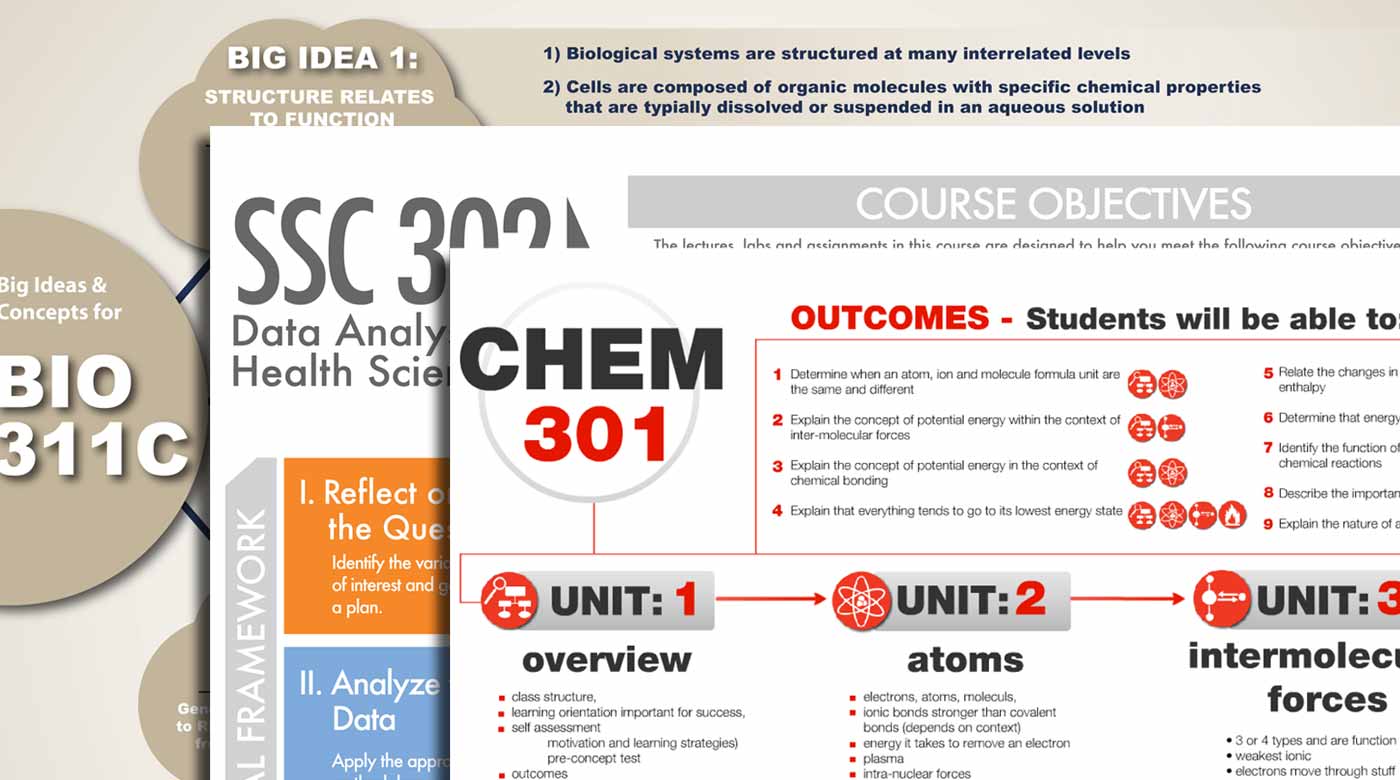 BIG IDEA 1:
STRUCTURE RELATES
TO FUNCTION
1) Biological systems are structured at many interrelated levels
2) Cells are composed of organic molecules with specific chemical properties
that are typially dissolved or suspended in an aqueous solution
Big Ideas &
Concepts for
BIO
311C
SSC 302
Data Analy
Health Scien
COURSE OBJECTIVES
The lectures, labs and assignments in this course are designed to help you meet the following course objective
I. Reflect o
the Ques
Identify the varia
of interest and g
a plan.
II. Analyze
Data
Apply the appro
AL FRAMEWORK
CHEM
301
OUTCOMES - Students will be able to:
1 Determine when an atom, ion and molecule formula unit are
the same and different
2 Explain the concept of potential energy within the context of
inter-molecular forces
3 Explain the concept of potential energy in the context of
chemical bonding
4 Explain that everything tends to go to its lowest energy state
5 Relate the changes in
enthalpy
6 Determine that energy
7 Identify the function of
chemical reactions
8 Describe the importan
9 Explain the nature of a
UNIT: 1
overview
class structure,
learning orientation important for success,
self assessment
motivation and learning strategies)
pre-concept test
outcomes
UNIT: 2
atoms
electrons, atoms, moleculs,
ionic bonds stronger than covalent
bonds (depends on context)
energy it takes to remove an electron
plasma
intra-nuclear forces
UNIT: 3
intermolecu
forces
• 3 or 4 types and are function
• weakest ionic
• electrons move through stuff